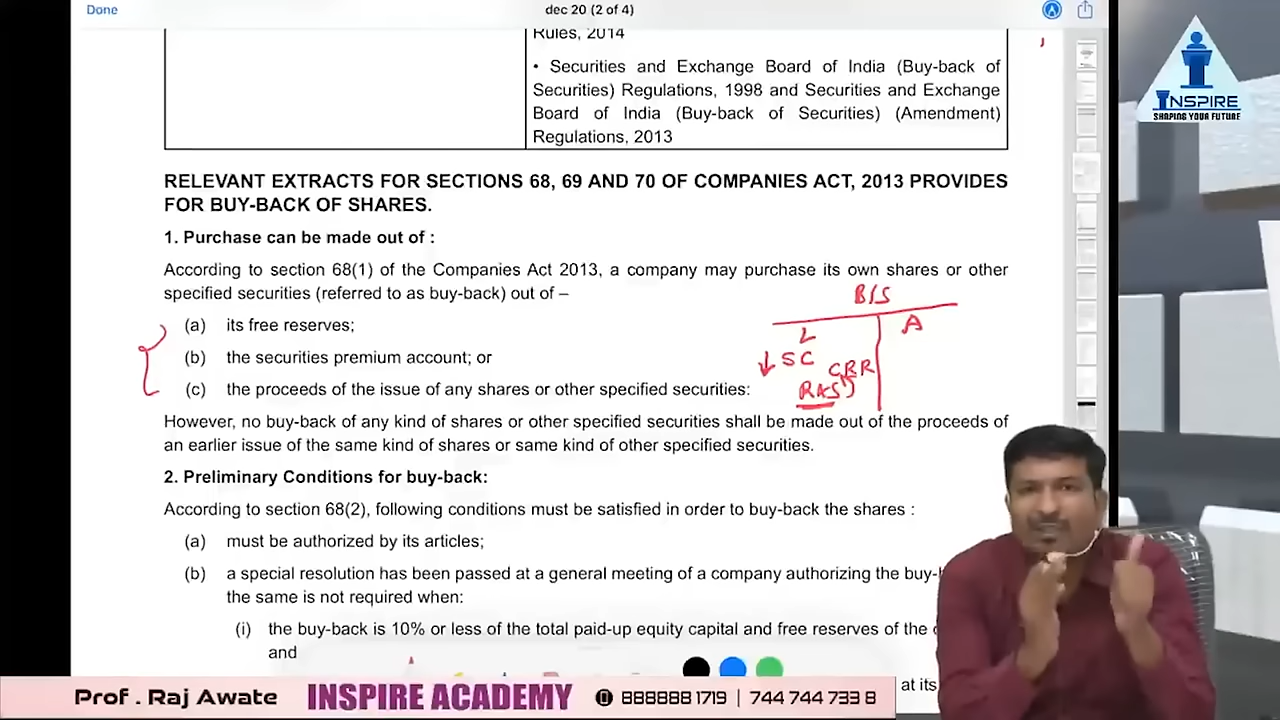 Done
dec 20 (2 of 4)
Rules, 2014
• Securities and Exchange Board of India (Buy-back of
Securities) Regulations, 1998 and Securities and Exchange
Board of India (Buy-back of Securities) (Amendment)
Regulations, 2013
INSPIRE
SHAPING YOUR FUTURE
RELEVANT EXTRACTS FOR SECTIONS 68, 69 AND 70 OF COMPANIES ACT, 2013 PROVIDES
FOR BUY-BACK OF SHARES.
1. Purchase can be made out of :
According to section 68(1) of the Companies Act 2013, a company may purchase its own shares or other
specified securities (referred to as buy-back) out of –
(a) its free reserves;
(b) the securities premium account; or
(c) the proceeds of the issue of any shares or other specified securities:
B/S
L A
SC
CRR
R&S
However, no buy-back of any kind of shares or other specified securities shall be made out of the proceeds of
an earlier issue of the same kind of shares or same kind of other specified securities.
2. Preliminary Conditions for buy-back:
According to section 68(2), following conditions must be satisfied in order to buy-back the shares :
(a) must be authorized by its articles;
(b) a special resolution has been passed at a general meeting of a company authorizing the buy-
the same is not required when:
(i) the buy-back is 10% or less of the total paid-up equity capital and free reserves of the
and
at its
Prof . Raj Awate INSPIRE ACADEMY 888888 1719 | 744 744 733 8